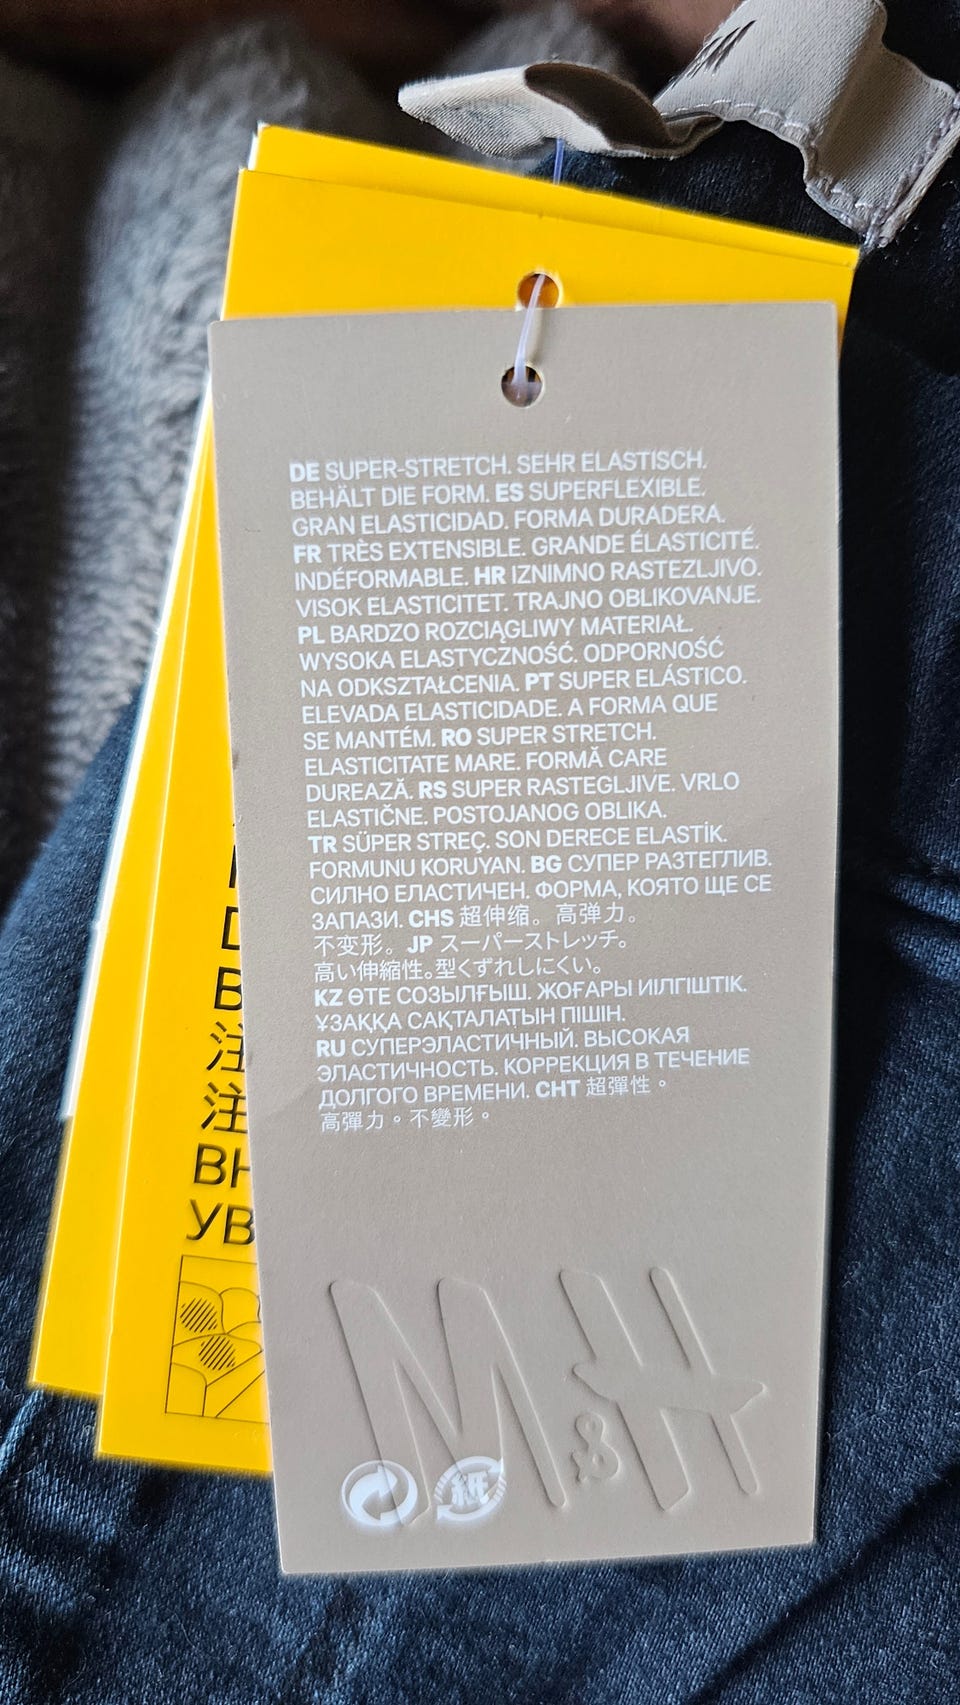 DE SUPER-STRETCH. SEHR ELASTISCH.
BEHÄLT DIE FORM. ES SUPERFLEXIBLE.
GRAN ELASTICIDAD. FORMA DURADERA.
FR TRÈS EXTENSIBLE. GRANDE ÉLASTICITÉ.
INDÉFORMABLE. HR IZNIMNO RASTEZLJIVO.
VISOK ELASTICITET. TRAJNO OBLIKOVANJE.
PL BARDZO ROZCIĄGLIWY MATERIAŁ.
WYSOKA ELASTYCZNOŚĆ. ODPORNOŚĆ
NA ODKSZTAŁCENIA. PT SUPER ELÁSTICO.
ELEVADA ELASTICIDADE. A FORMA QUE
SE MANTÉM. RO SUPER STRETCH.
ELASTICITATE MARE. FORMĂ CARE
DUREAZĂ. RS SUPER RASTEGLJIVE. VRLO
ELASTIČNE. POSTOJANOG OBLIKA.
TR SÜPER STREÇ. SON DERECE ELASTİK.
FORMUNU KORUYAN. BG СУПЕР РАЗТЕГЛИВ.
СИЛНО ЕЛАСТИЧЕН. ФОРМА, КОЯТО ЩЕ СЕ
ЗАПАЗИ. CHS 超伸缩。高弹力。
不变形。JP スーパーストレッチ。
高い伸縮性。型くずれしにくい。
KZ ӨТЕ СОЗЫЛҒЫШ. ЖОҒАРЫ ИІЛГІШТІК.
ҰЗАҚҚА САҚТАЛАТЫН ПІШІН.
RU СУПЕРЭЛАСТИЧНЫЙ. ВЫСОКАЯ
ЭЛАСТИЧНОСТЬ. КОРРЕКЦИЯ В ТЕЧЕНИЕ
ДОЛГОГО ВРЕМЕНИ. CHT 超彈性。
高彈力。不變形。
H&M
紙
注
注
ВН
УВ